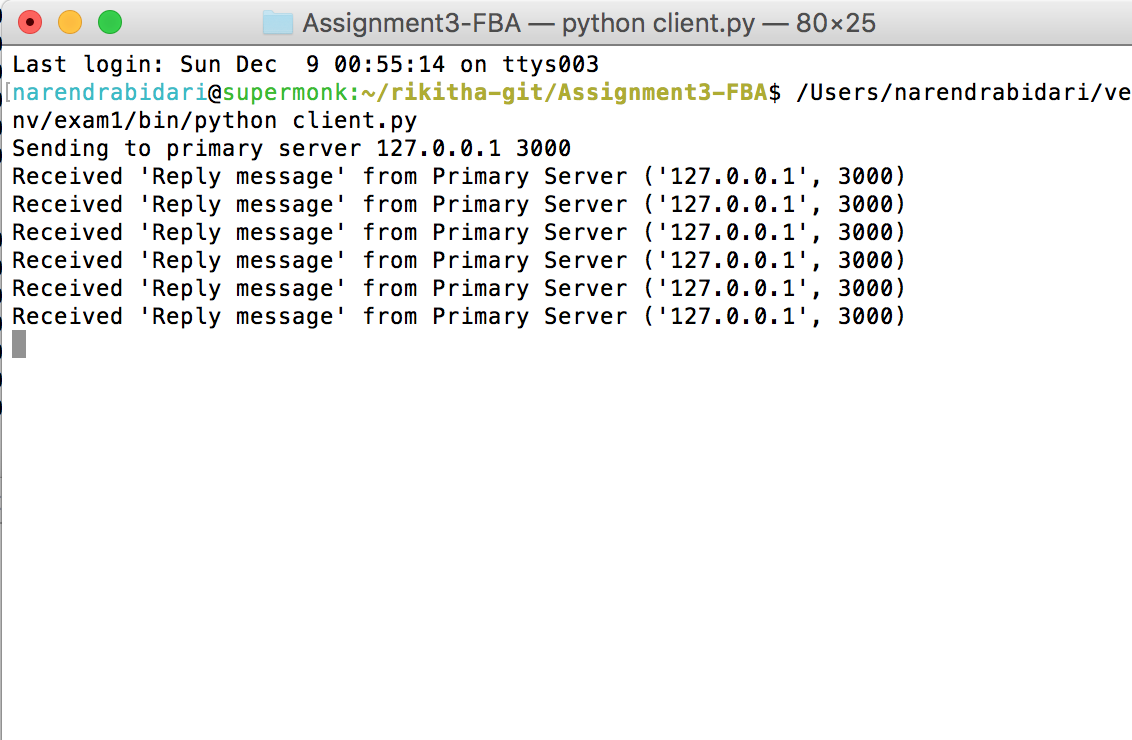 Assignment3-FBA — python client.py — 80×25
Last login: Sun Dec  9 00:55:14 on ttys003
[narendrabidari@supermonk:~/rikitha-git/Assignment3-FBA$ /Users/narendrabidari/ve
nv/exam1/bin/python client.py
Sending to primary server 127.0.0.1 3000
Received 'Reply message' from Primary Server ('127.0.0.1', 3000)
Received 'Reply message' from Primary Server ('127.0.0.1', 3000)
Received 'Reply message' from Primary Server ('127.0.0.1', 3000)
Received 'Reply message' from Primary Server ('127.0.0.1', 3000)
Received 'Reply message' from Primary Server ('127.0.0.1', 3000)
Received 'Reply message' from Primary Server ('127.0.0.1', 3000)